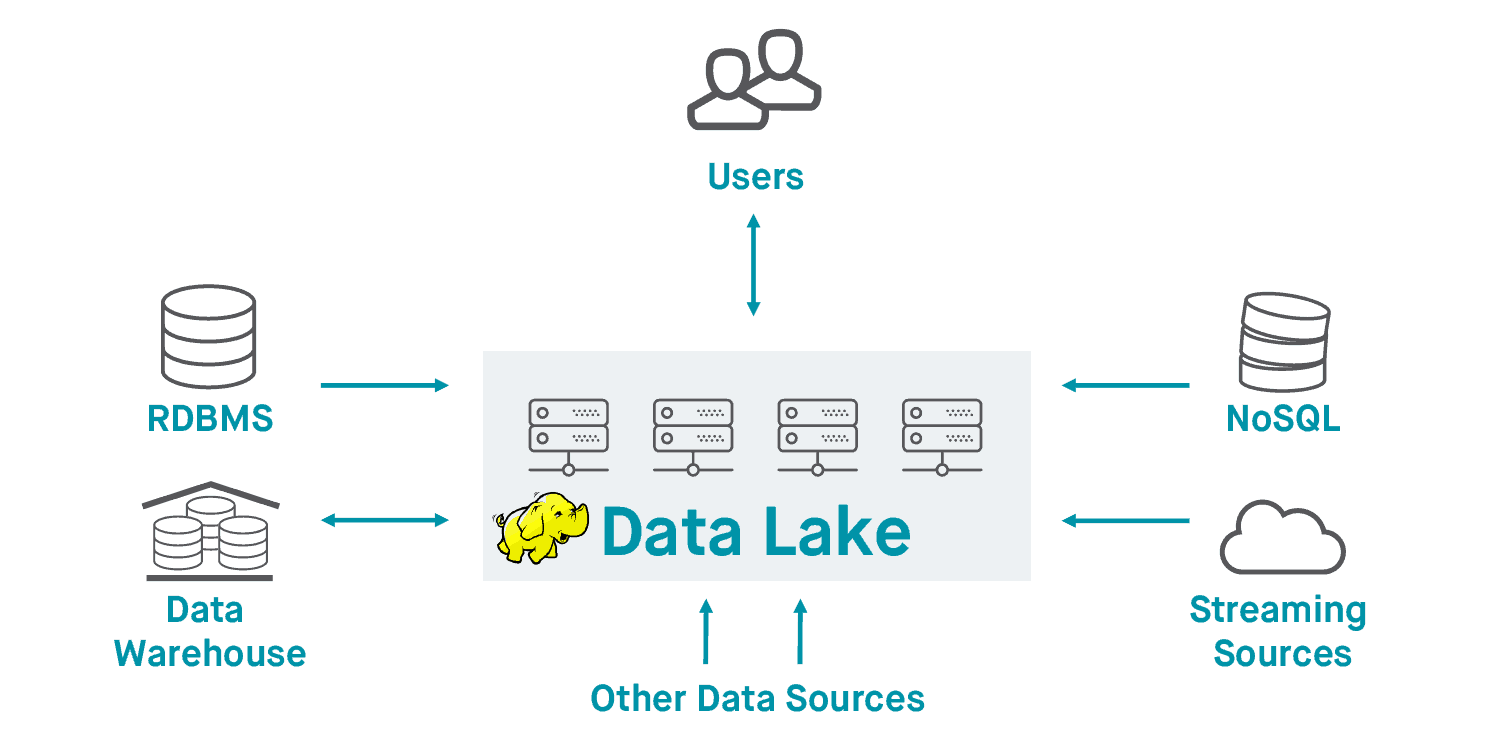 Users
RDBMS
NoSQL
Data Lake
Data
Warehouse
Streaming
Sources
Other Data Sources